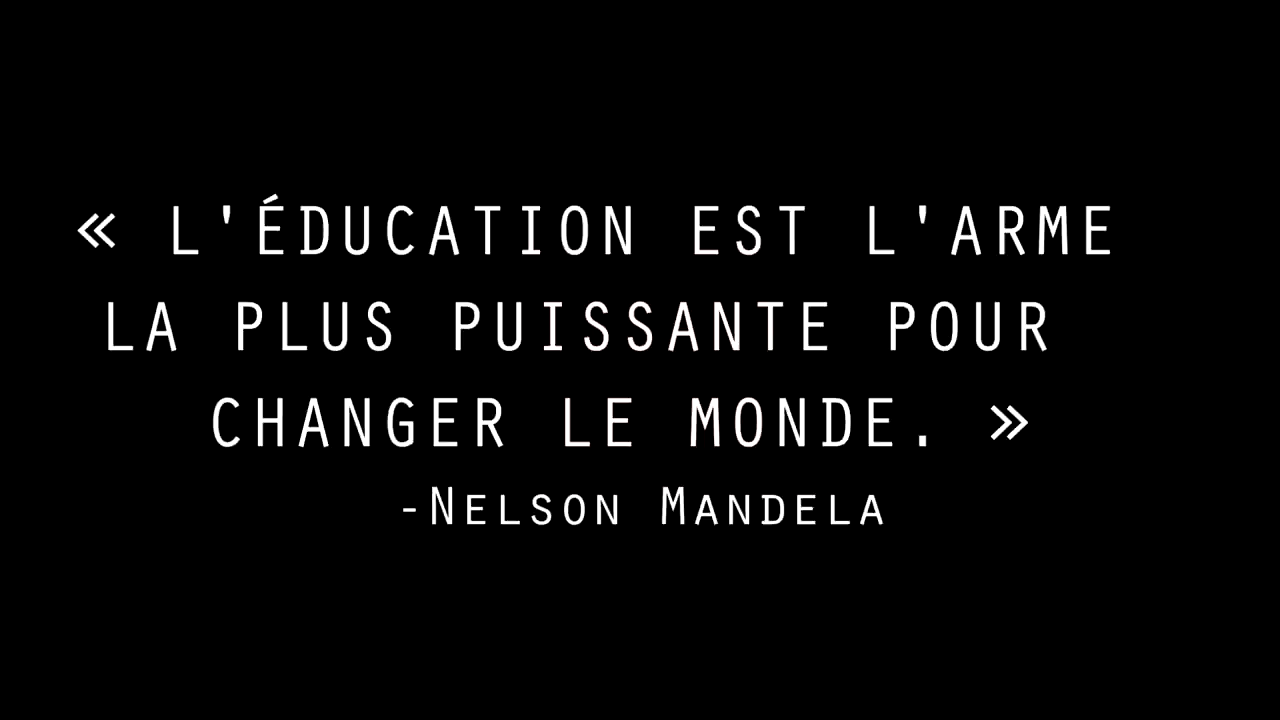 « L'ÉDUCATION EST L'ARME
LA PLUS PUISSANTE POUR
CHANGER LE MONDE. »
-NELSON MANDELA